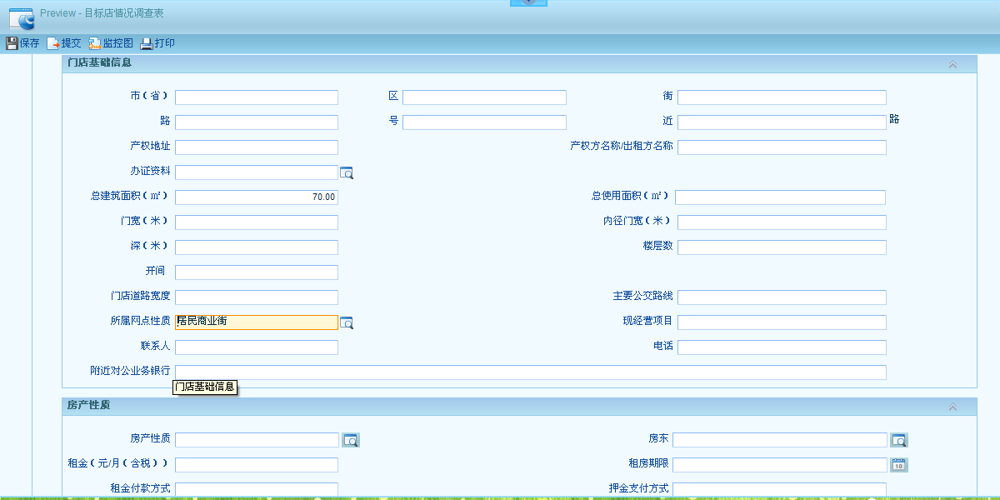 Preview - 目标店情况调查表
保存 提交 监控图 打印
门店基础信息
市（省） 区 街
路 号 近 路
产权地址 产权方名称/出租方名称
办证资料
总建筑面积（㎡） 70.00 总使用面积（㎡）
门宽（米） 内径门宽（米）
深（米） 楼层数
开间
门店道路宽度 主要公交路线
所属网点性质 居民商业街 现经营项目
联系人 电话
附近对公业务银行
门店基础信息
房产性质
房产性质 房东
租金（元/月（含税）） 租房期限 10
租金付款方式 押金支付方式